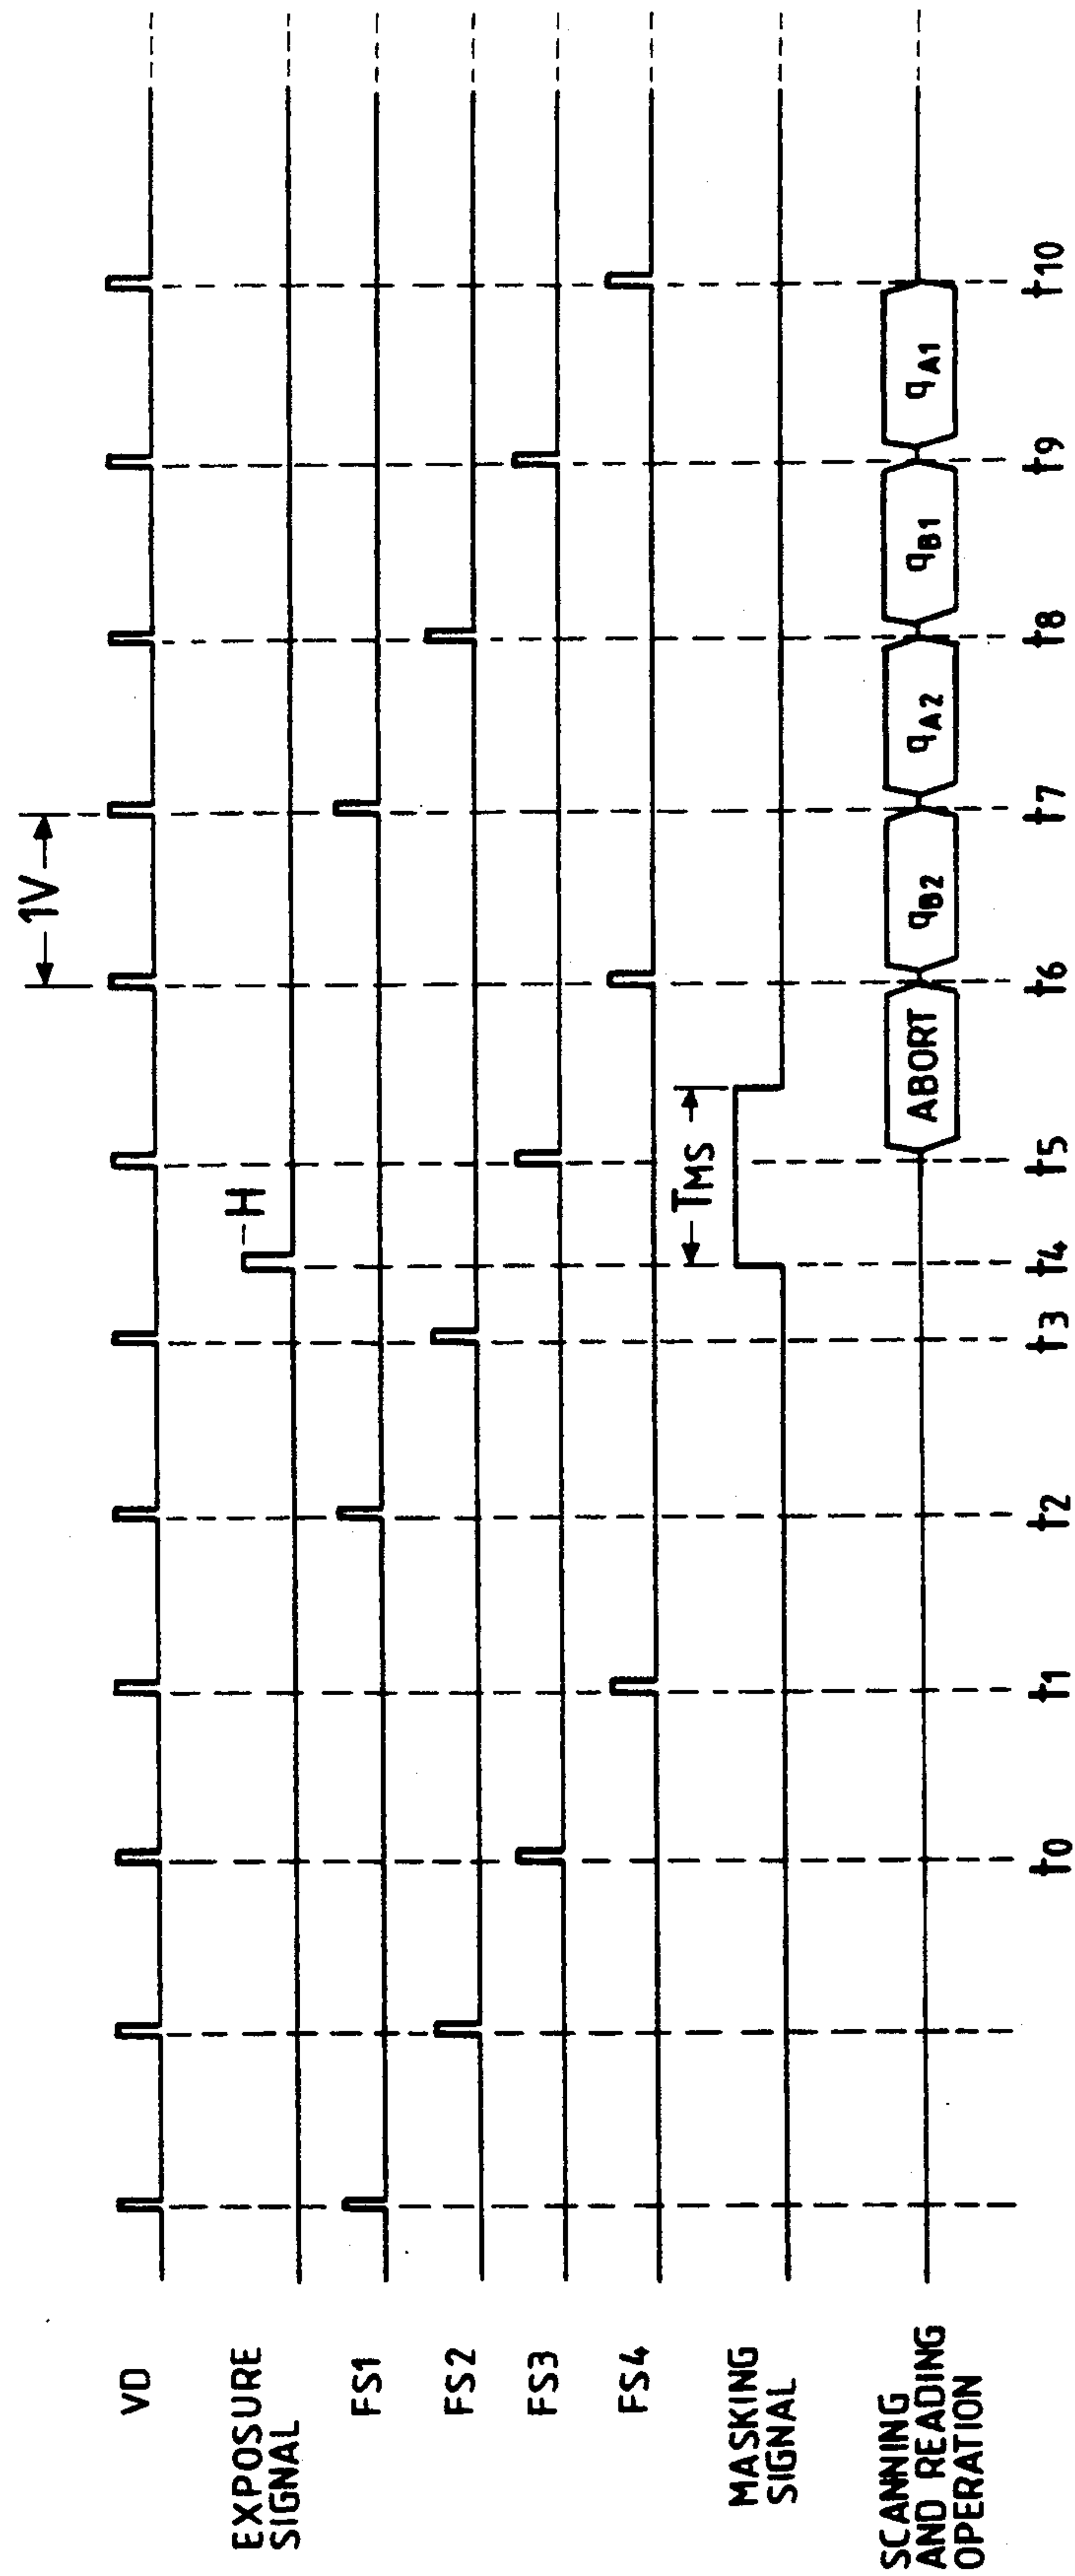 1V
VD
EXPOSURE
SIGNAL
H
FS1
FS2
FS3
FS4
MASKING
SIGNAL
TMS
SCANNING
AND READING
OPERATION
ABORT
qB2
qA2
qB1
qA1
t0
t1
t2
t3
t4
t5
t6
t7
t8
t9
t10